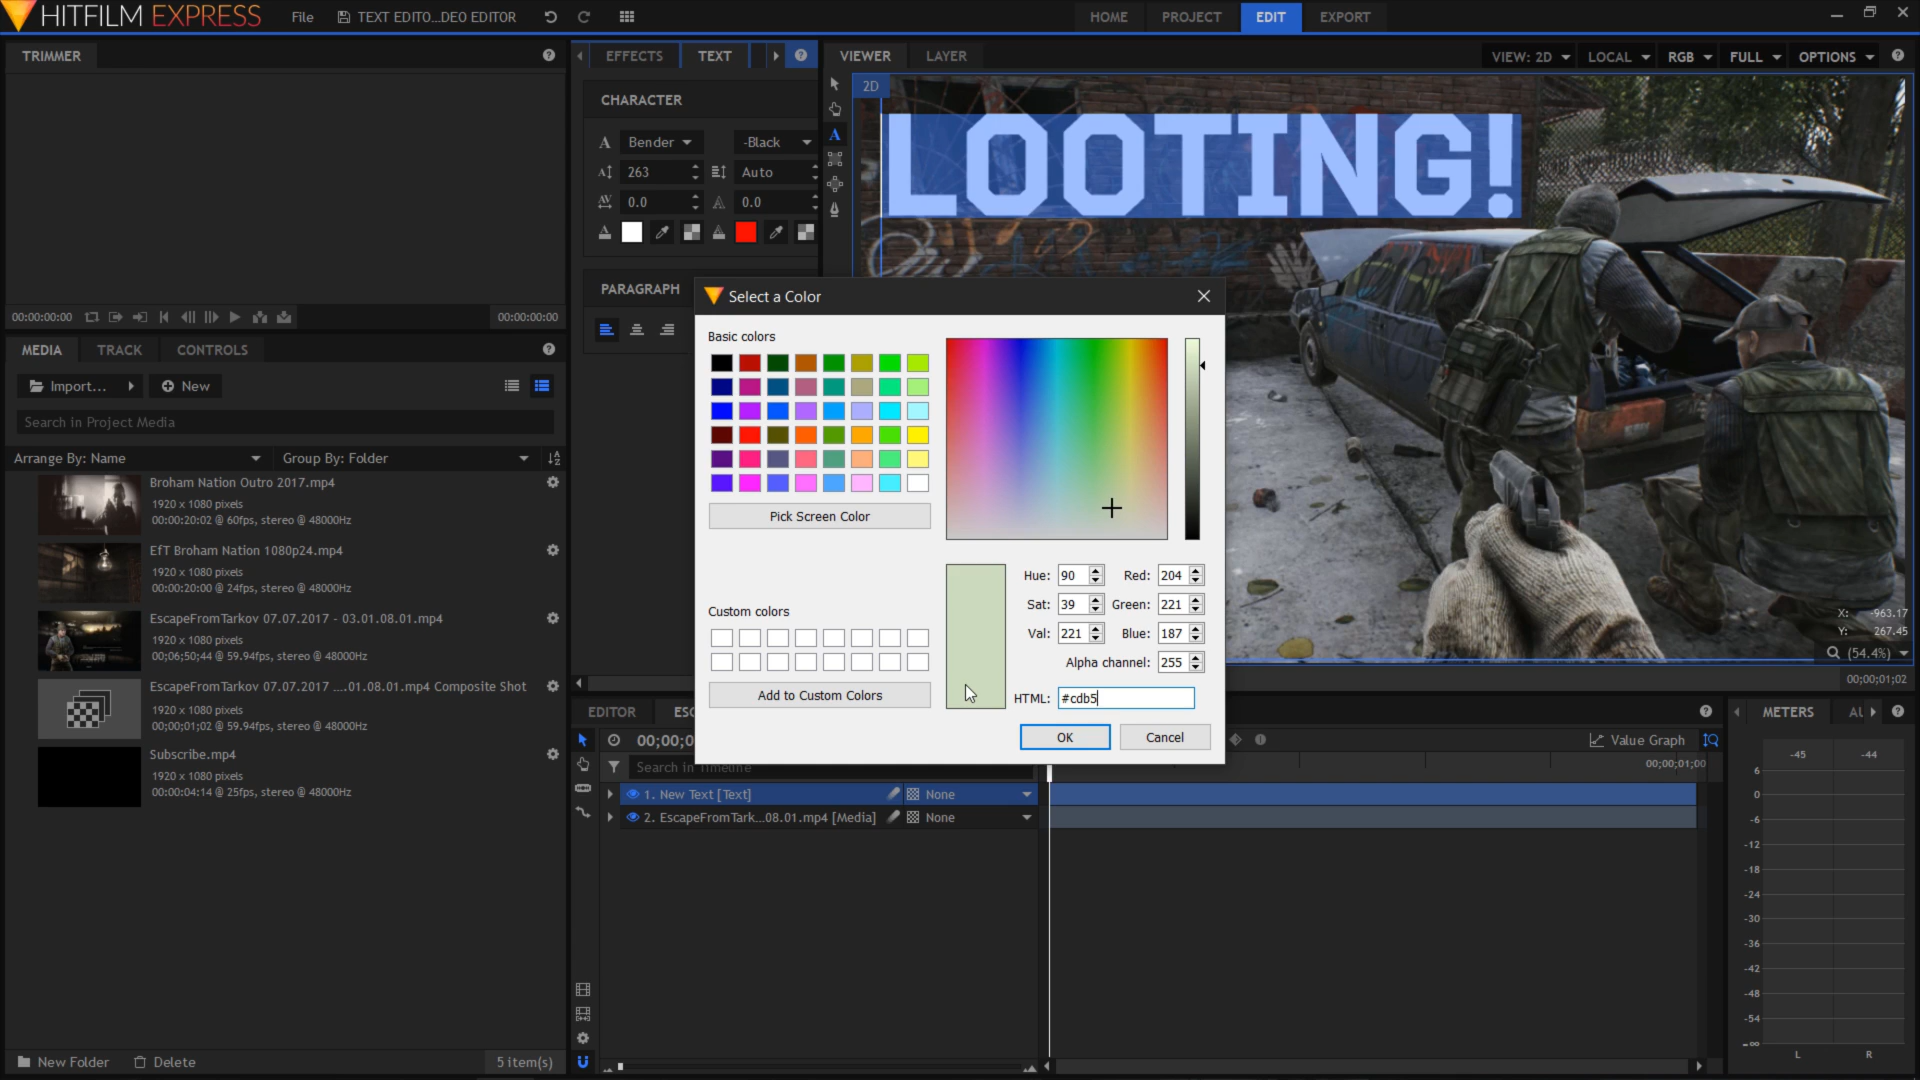 HITFILM EXPRESS
File
TEXT EDITO...DEO EDITOR
HOME
PROJECT
EDIT
EXPORT
TRIMMER
00:00:00:00
00:00:00:00
EFFECTS
TEXT
CHARACTER
A
Bender
-Black
263
Auto
AV
0.0
0.0
PARAGRAPH
VIEWER
LAYER
VIEW: 2D
LOCAL
RGB
FULL
OPTIONS
2D
LOOTING!
X: -963.17
Y: 267.45
(54.4%)
00;00;01;02
MEDIA
TRACK
CONTROLS
Import...
New
Search in Project Media
Arrange By: Name
Group By: Folder
Broham Nation Outro 2017.mp4
1920 x 1080 pixels
00:00:20:02 @ 60fps, stereo @ 48000Hz
EfT Broham Nation 1080p24.mp4
1920 x 1080 pixels
00:00:20:00 @ 24fps, stereo @ 48000Hz
EscapeFromTarkov 07.07.2017 - 03.01.08.01.mp4
1920 x 1080 pixels
00;06;50;44 @ 59.94fps, stereo @ 48000Hz
EscapeFromTarkov 07.07.2017 ....01.08.01.mp4 Composite Shot
1920 x 1080 pixels
00;00;01;02 @ 59.94fps, stereo @ 48000Hz
Subscribe.mp4
1920 x 1080 pixels
00:00:04:14 @ 25fps, stereo @ 48000Hz
New Folder
Delete
5 item(s)
Select a Color
Basic colors
Pick Screen Color
Custom colors
Add to Custom Colors
Hue: 90
Red: 204
Sat: 39
Green: 221
Val: 221
Blue: 187
Alpha channel: 255
HTML: #cdb5
OK
Cancel
EDITOR
ESC
00;00;0
Value Graph
Search in Timeline
00;00;01;00
1. New Text [Text]
None
2. EscapeFromTark...08.01.mp4 [Media]
None
METERS
AU
-45
-44
6
0
-6
-12
-18
-24
-30
-36
-42
-48
-54
-∞
L
R